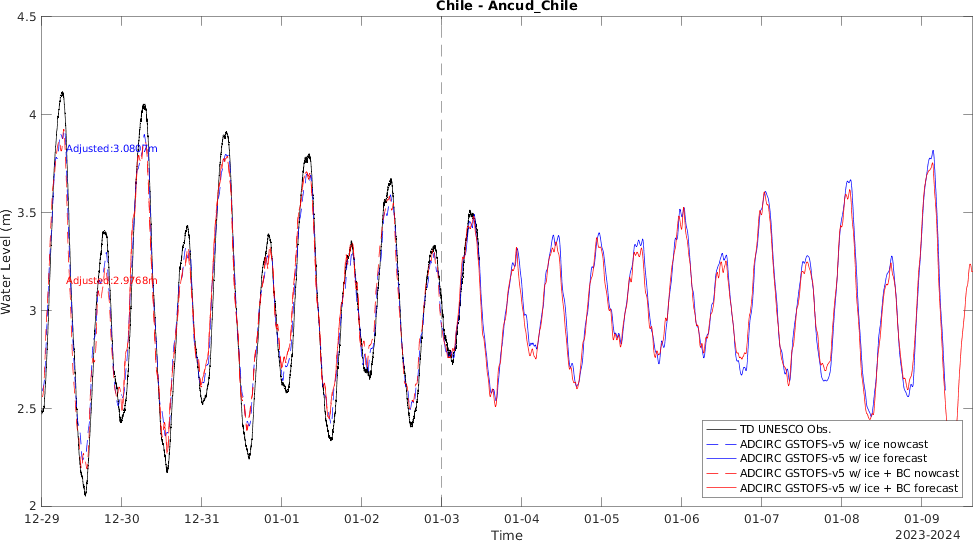 Chile - Ancud_Chile
4.5
4
3.5
3
2.5
2
Water Level (m)
Adjusted:3.0807m
Adjusted:2.9768m
TD UNESCO Obs.
ADCIRC GSTOFS-v5 w/ ice nowcast
ADCIRC GSTOFS-v5 w/ ice forecast
ADCIRC GSTOFS-v5 w/ ice + BC nowcast
ADCIRC GSTOFS-v5 w/ ice + BC forecast
12-29 12-30 12-31 01-01 01-02 01-03 01-04 01-05 01-06 01-07 01-08 01-09
Time
2023-2024